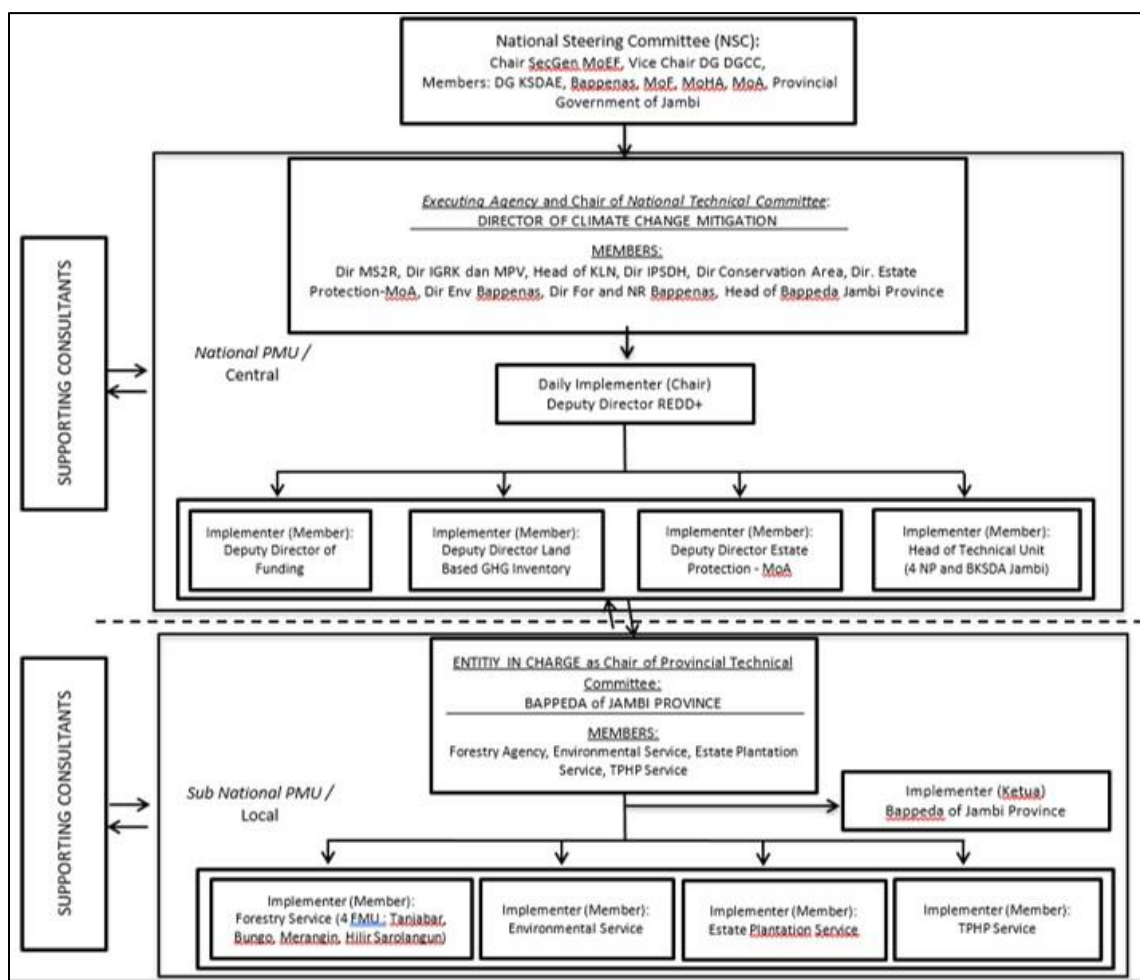 National Steering Committee (NSC):
Chair SecGen MoEF, Vice Chair DG DGCC,
Members: DG KSDAE, Bappenas, MoF, MoHA, MoA, Provincial
Government of Jambi
SUPPORTING CONSULTANTS
National PMU /
Central
Executing Agency and Chair of National Technical Committee:
DIRECTOR OF CLIMATE CHANGE MITIGATION
MEMBERS:
Dir MS2R, Dir IGRK dan MPV, Head of KLN, Dir IPSDH, Dir Conservation Area, Dir. Estate
Protection-MoA, Dir Env Bappenas, Dir For and NR Bappenas, Head of Bappeda Jambi Province
Daily Implementer (Chair)
Deputy Director REDD+
Implementer (Member):
Deputy Director of
Funding
Implementer (Member):
Deputy Director Land
Based GHG Inventory
Implementer (Member):
Deputy Director Estate
Protection - MoA
Implementer (Member):
Head of Technical Unit
(4 NP and BKSDA Jambi)
SUPPORTING CONSULTANTS
Sub National PMU /
Local
ENTITIY IN CHARGE as Chair of Provincial Technical
Committee:
BAPPEDA of JAMBI PROVINCE
MEMBERS:
Forestry Agency, Environmental Service, Estate Plantation
Service, TPHP Service
Implementer (Ketua)
Bappeda of Jambi Province
Implementer (Member):
Forestry Service (4 FMU : Tanjabar,
Bungo, Merangin, Hilir Sarolangun)
Implementer (Member):
Environmental Service
Implementer (Member):
Estate Plantation Service
Implementer (Member):
TPHP Service